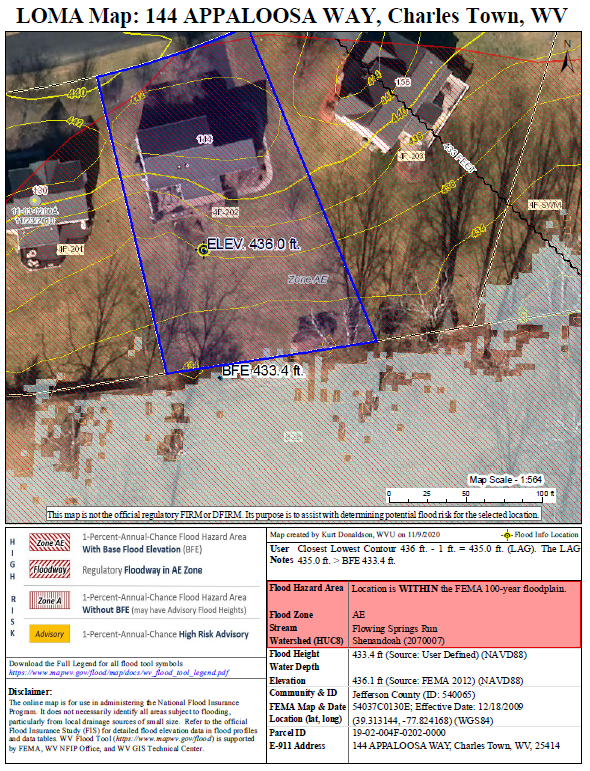 LOMA Map: 144 APPALOOSA WAY, Charles Town, WV
N
138
440
442
143
433 FEET
4F-203
130
11-03-0200A
4F-202
4F-SWM
4F-201
ELEV. 436.0 ft.
Zone AE
BFE 433.4 ft.
Map Scale - 1:564
0 25 50 100 ft
This map is not the official regulatory FIRM or DFIRM. Its purpose is to assist with determining potential flood risk for the selected location.
HIGH RISK
Zone AE
1-Percent-Annual-Chance Flood Hazard Area
With Base Flood Elevation (BFE)
Floodway
Regulatory Floodway in AE Zone
Zone A
1-Percent-Annual-Chance Flood Hazard Area
Without BFE (may have Advisory Flood Heights)
Advisory
1-Percent-Annual-Chance High Risk Advisory
Download the Full Legend for all flood tool symbols
https://www.mapwv.gov/flood/map/docs/wv_flood_tool_legend.pdf
Disclaimer:
The online map is for use in administering the National Flood Insurance
Program. It does not necessarily identify all areas subject to flooding,
particularly from local drainage sources of small size. Refer to the official
Flood Insurance Study (FIS) for detailed flood elevation data in flood profiles
and data tables. WV Flood Tool (https://www.mapwv.gov/flood) is supported
by FEMA, WV NFIP Office, and WV GIS Technical Center.
Map created by Kurt Donaldson, WVU on 11/9/2020
Flood Info Location
User Notes Closest Lowest Contour 436 ft. - 1 ft. = 435.0 ft. (LAG). The LAG
435.0 ft. > BFE 433.4 ft.
Flood Hazard Area Location is WITHIN the FEMA 100-year floodplain.
Flood Zone AE
Stream Flowing Springs Run
Watershed (HUC8) Shenandoah (2070007)
Flood Height 433.4 ft (Source: User Defined) (NAVD88)
Water Depth
Elevation 436.1 ft (Source: FEMA 2012) (NAVD88)
Community & ID Jefferson County (ID: 540065)
FEMA Map & Date 54037C0130E; Effective Date: 12/18/2009
Location (lat, long) (39.313144, -77.824168) (WGS84)
Parcel ID 19-02-004F-0202-0000
E-911 Address 144 APPALOOSA WAY, Charles Town, WV, 25414